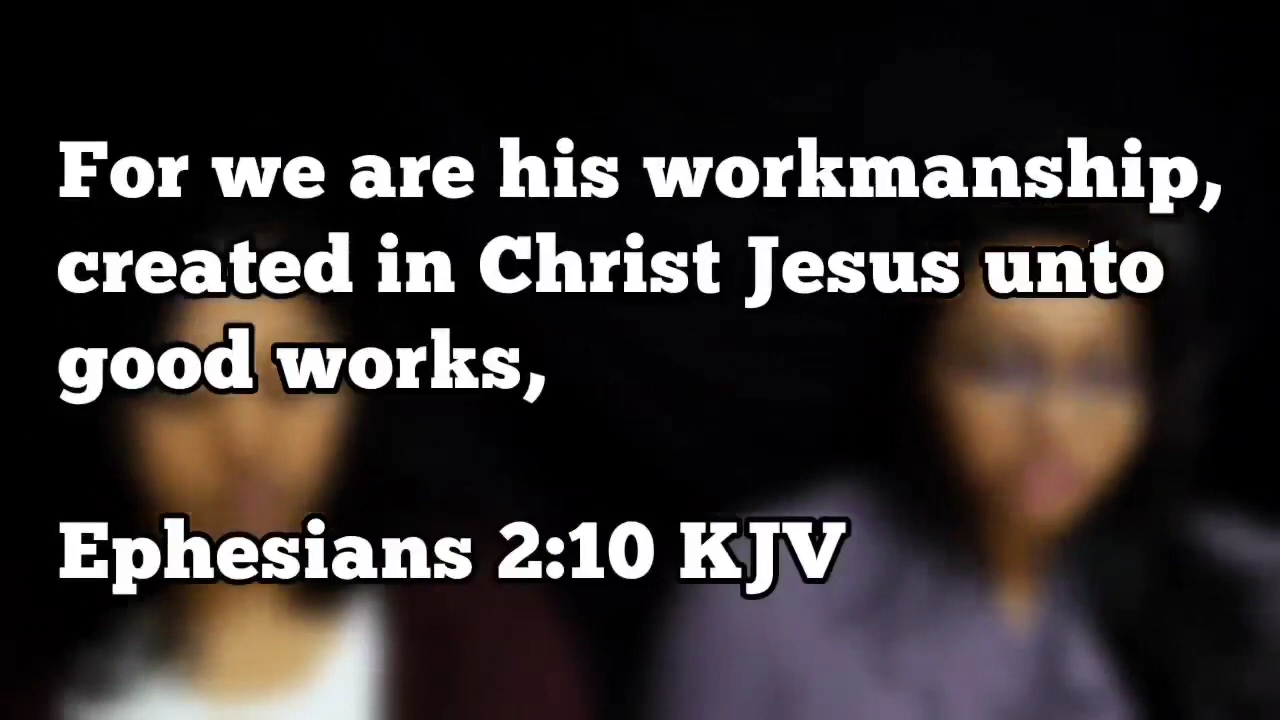 For we are his workmanship,
created in Christ Jesus unto
good works,
Ephesians 2:10 KJV